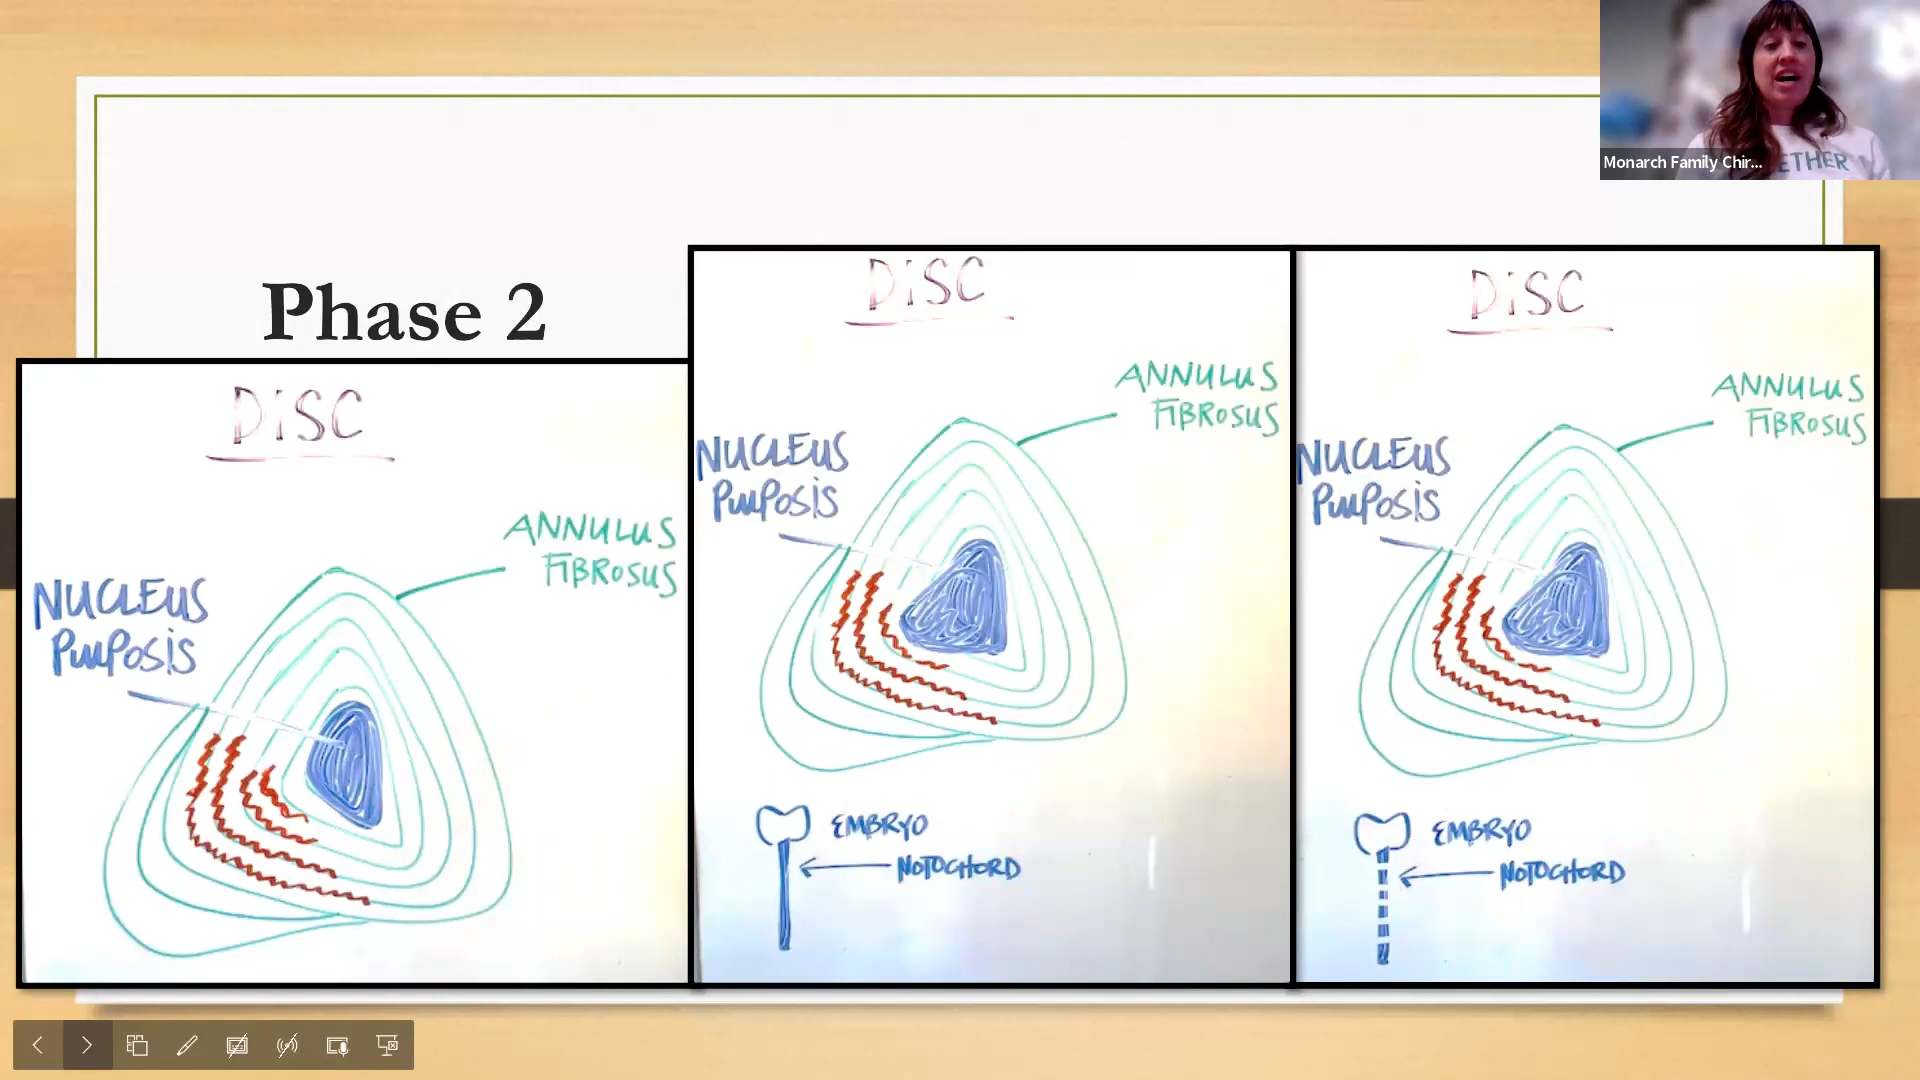 Monarch Family Chir...
ETHER
Phase 2
DISC
ANNULUS
FIBROSUS
NUCLEUS
PULPOSIS
DISC
ANNULUS
FIBROSUS
NUCLEUS
PULPOSIS
EMBRYO
NOTOCHORD
DISC
ANNULUS
FIBROSUS
NUCLEUS
PULPOSIS
EMBRYO
NOTOCHORD